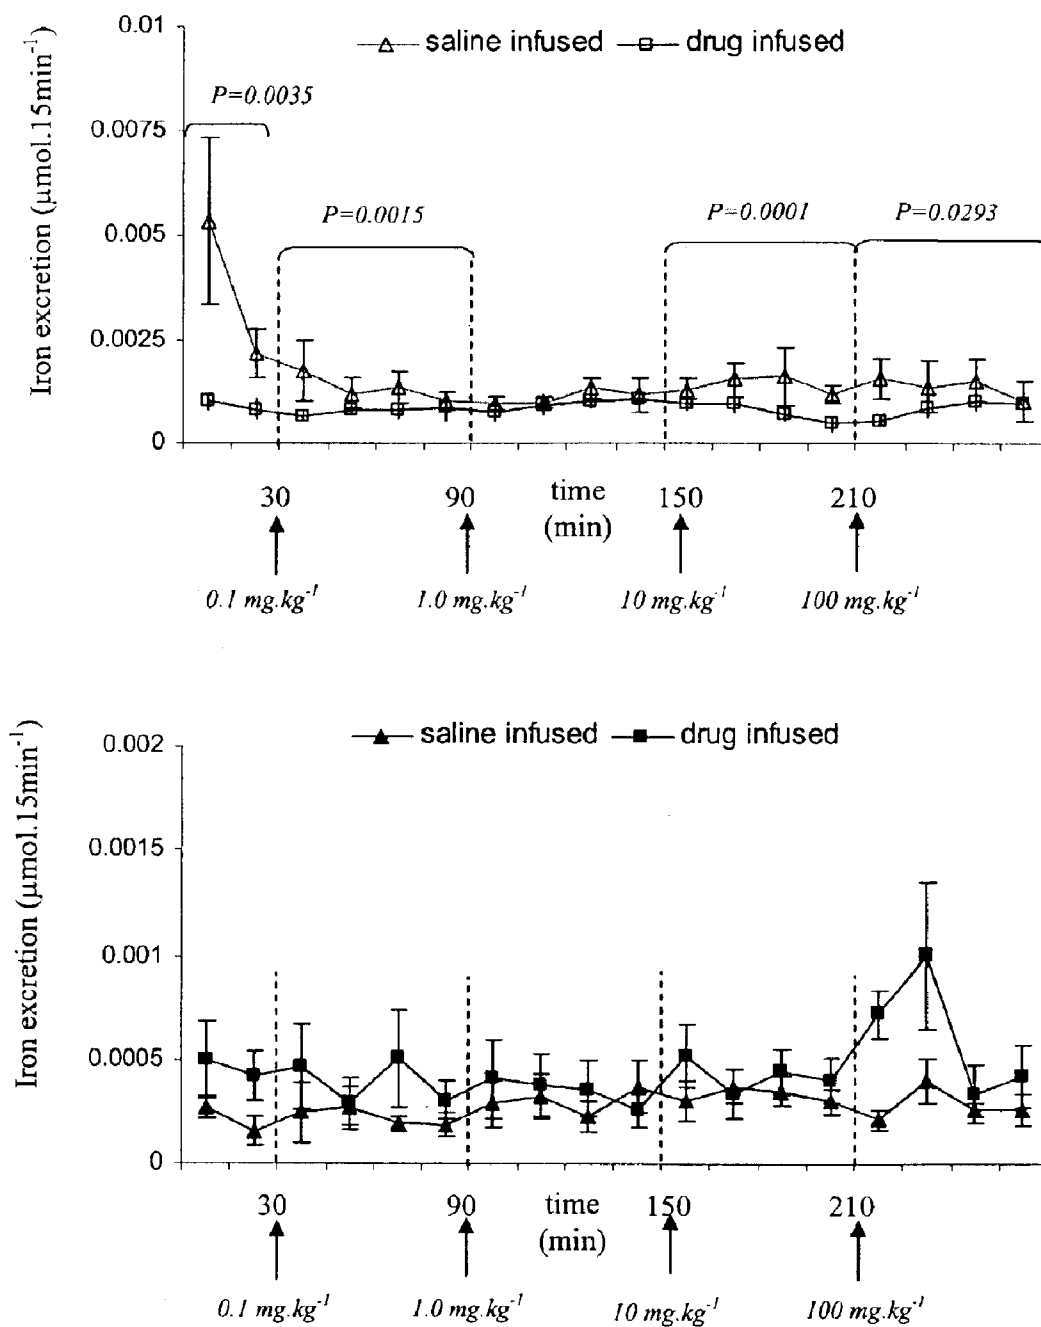 0.01
saline infused drug infused
P=0.0035
0.0075
P=0.0015 P=0.0001 P=0.0293
0.005
Iron excretion (μmol.15min⁻¹)
0.0025
0
30 90 time 150 210
(min)
0.1 mg.kg⁻¹ 1.0 mg.kg⁻¹ 10 mg.kg⁻¹ 100 mg.kg⁻¹
saline infused drug infused
0.002
0.0015
Iron excretion (μmol.15min⁻¹)
0.001
0.0005
0
30 90 time 150 210
(min)
0.1 mg.kg⁻¹ 1.0 mg.kg⁻¹ 10 mg.kg⁻¹ 100 mg.kg⁻¹